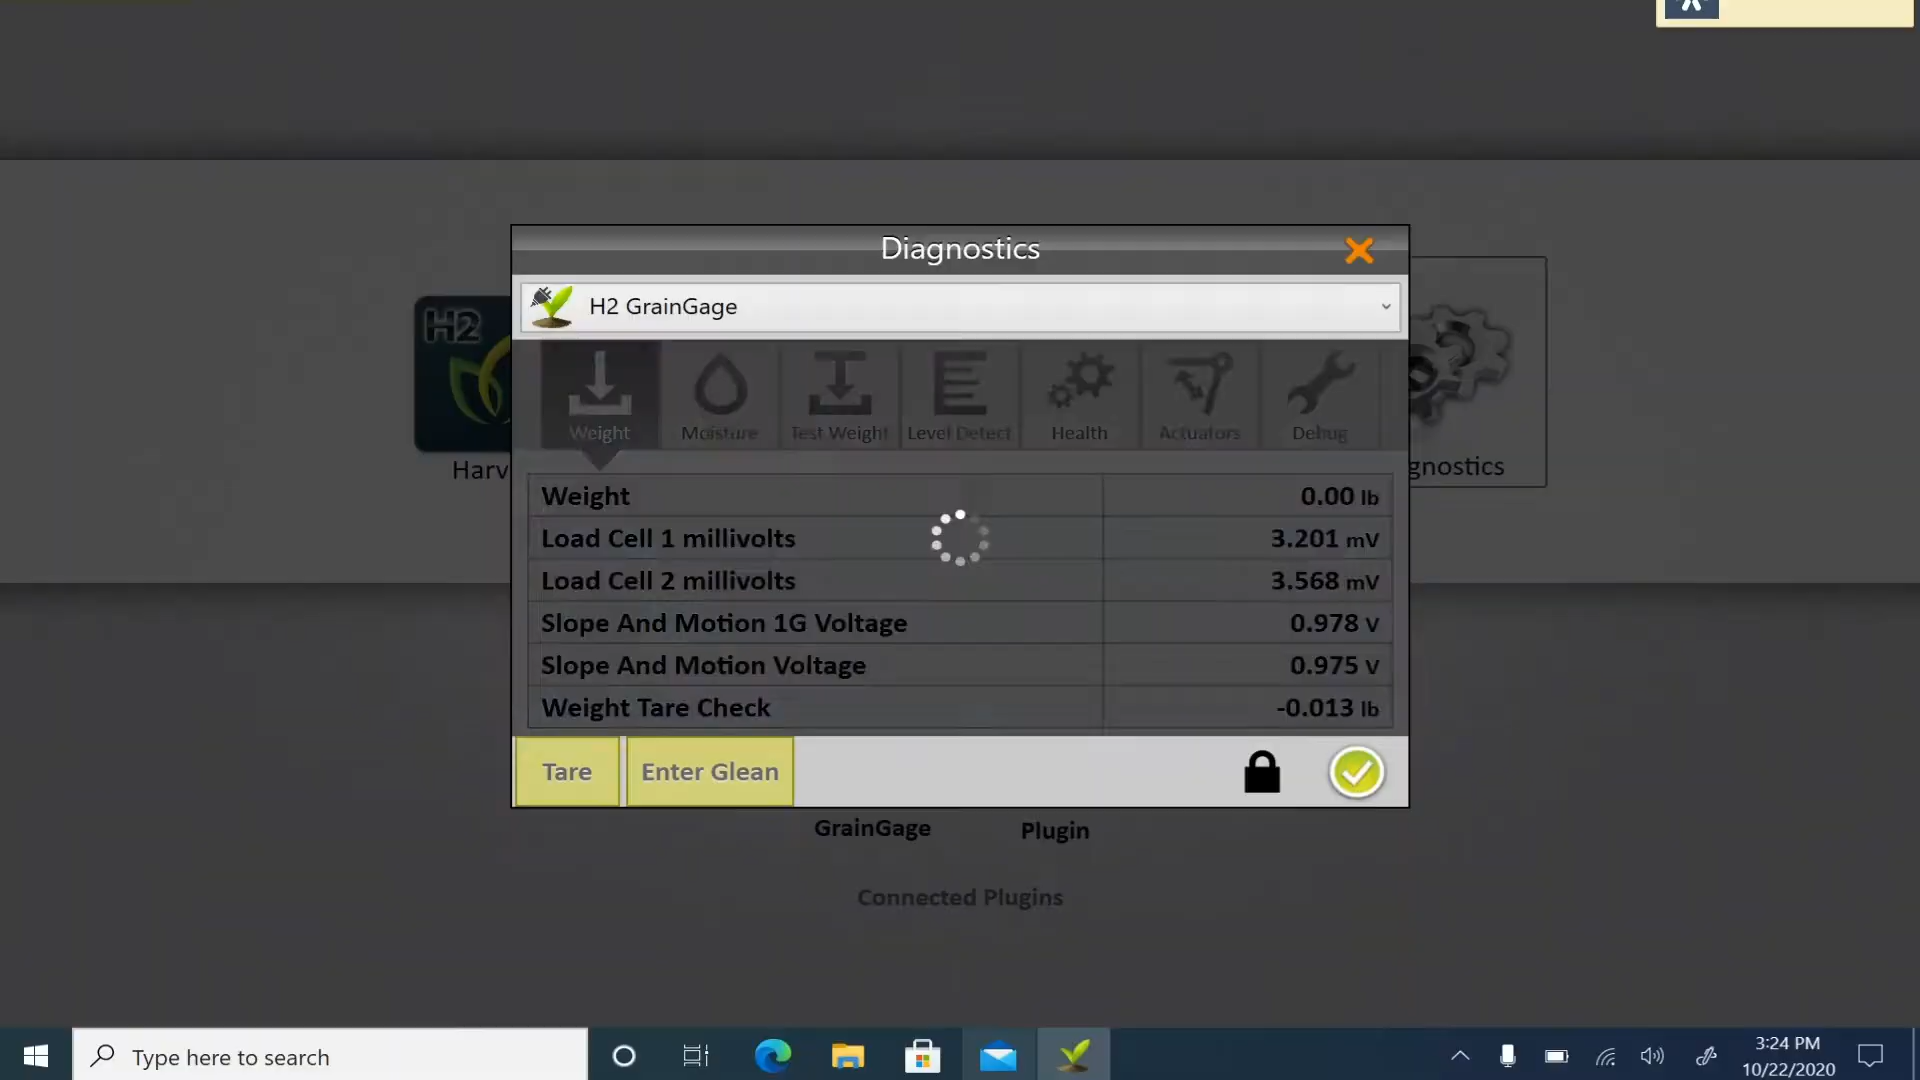 Diagnostics
H2 GrainGage
H2
Weight
Moisture
Test Weight
Level Detect
Health
Actuators
Debug
Harv
gnostics
Weight 0.00 lb
Load Cell 1 millivolts 3.201 mV
Load Cell 2 millivolts 3.568 mV
Slope And Motion 1G Voltage 0.978 V
Slope And Motion Voltage 0.975 V
Weight Tare Check -0.013 lb
Tare
Enter Glean
GrainGage
Plugin
Connected Plugins
Type here to search
3:24 PM
10/22/2020